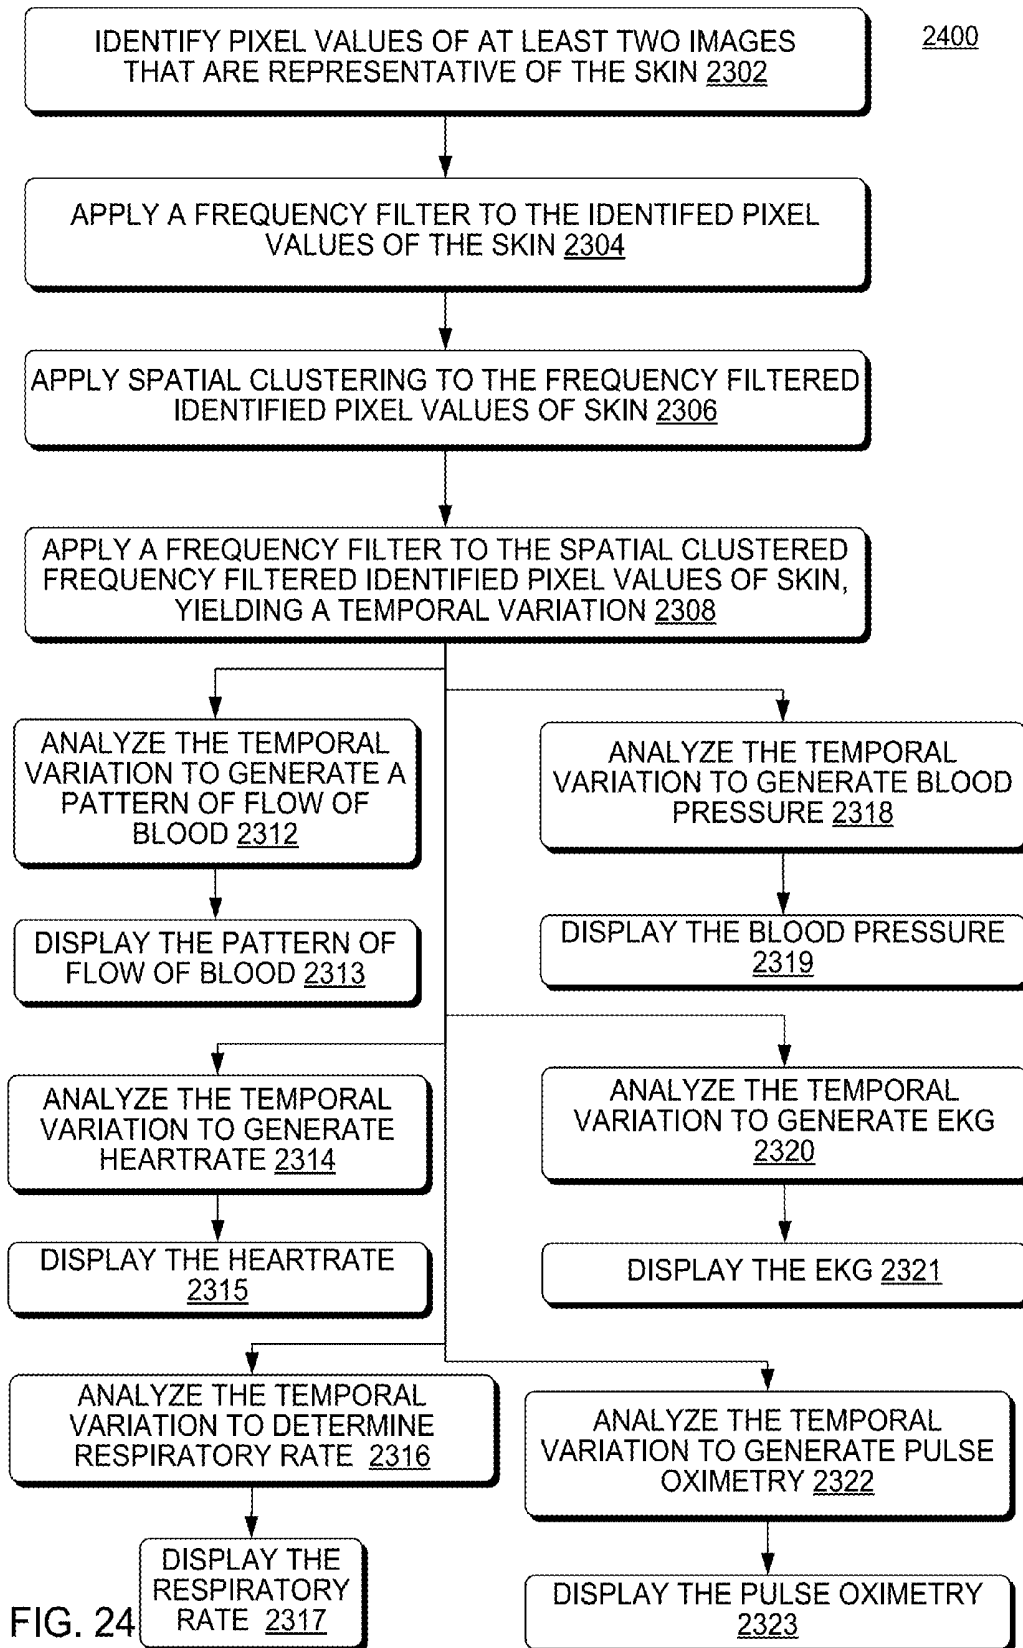 IDENTIFY PIXEL VALUES OF AT LEAST TWO IMAGES
THAT ARE REPRESENTATIVE OF THE SKIN 2302
2400
APPLY A FREQUENCY FILTER TO THE IDENTIFED PIXEL
VALUES OF THE SKIN 2304
APPLY SPATIAL CLUSTERING TO THE FREQUENCY FILTERED
IDENTIFIED PIXEL VALUES OF SKIN 2306
APPLY A FREQUENCY FILTER TO THE SPATIAL CLUSTERED
FREQUENCY FILTERED IDENTIFIED PIXEL VALUES OF SKIN,
YIELDING A TEMPORAL VARIATION 2308
ANALYZE THE TEMPORAL
VARIATION TO GENERATE A
PATTERN OF FLOW OF
BLOOD 2312
DISPLAY THE PATTERN OF
FLOW OF BLOOD 2313
ANALYZE THE TEMPORAL
VARIATION TO GENERATE BLOOD
PRESSURE 2318
DISPLAY THE BLOOD PRESSURE
2319
ANALYZE THE TEMPORAL
VARIATION TO GENERATE
HEARTRATE 2314
DISPLAY THE HEARTRATE
2315
ANALYZE THE TEMPORAL
VARIATION TO GENERATE EKG
2320
DISPLAY THE EKG 2321
ANALYZE THE TEMPORAL
VARIATION TO DETERMINE
RESPIRATORY RATE 2316
DISPLAY THE
RESPIRATORY
RATE 2317
ANALYZE THE TEMPORAL
VARIATION TO GENERATE PULSE
OXIMETRY 2322
DISPLAY THE PULSE OXIMETRY
2323
FIG. 24